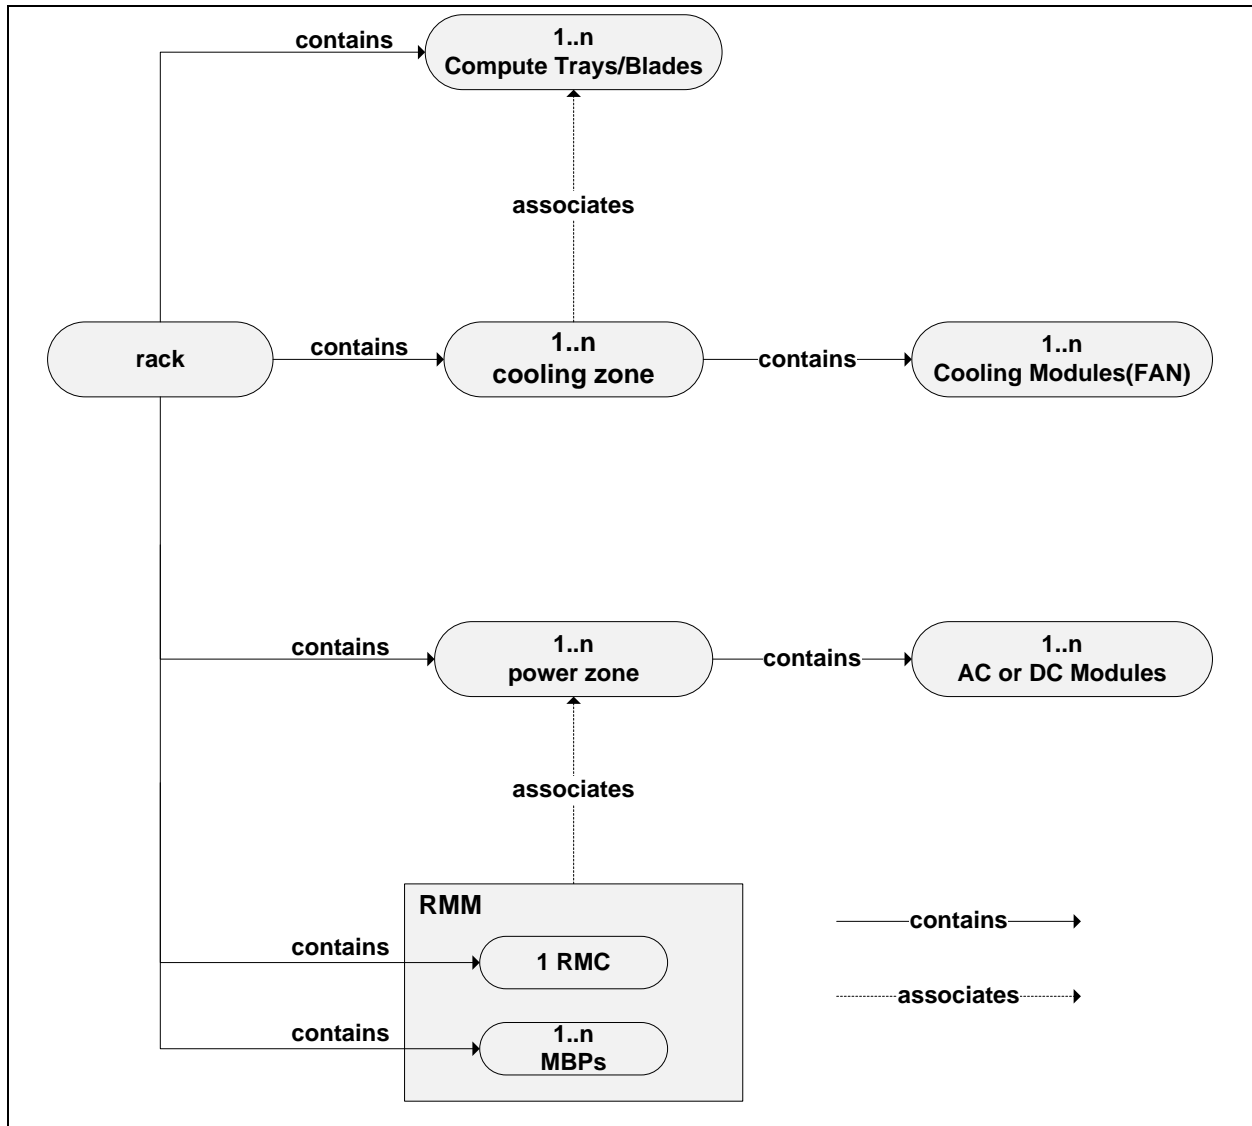 contains
1..n
Compute Trays/Blades
associates
rack
contains
1..n
cooling zone
contains
1..n
Cooling Modules(FAN)
contains
1..n
power zone
contains
1..n
AC or DC Modules
associates
RMM
contains
1 RMC
contains
1..n
MBPs
contains
associates